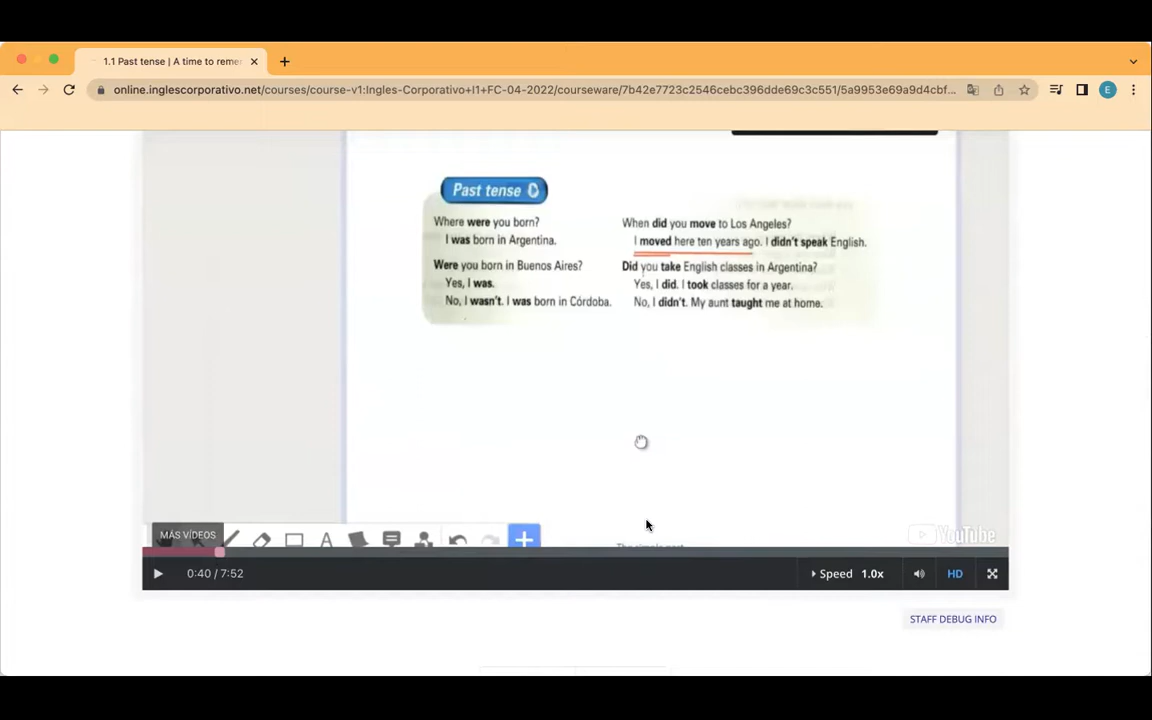 1.1 Past tense | A time to reme
online.inglescorporativo.net/courses/course-v1:Ingles-Corporativo+I1+FC-04-2022/courseware/7b42e7723c2546cebc396dde69c3c551/5a9953e69a9d4cbf...
E
Past tense
Where were you born?
I was born in Argentina.
Were you born in Buenos Aires?
Yes, I was.
No, I wasn't. I was born in Córdoba.
When did you move to Los Angeles?
I moved here ten years ago. I didn't speak English.
Did you take English classes in Argentina?
Yes, I did. I took classes for a year.
No, I didn't. My aunt taught me at home.
MÁS VÍDEOS
A
YouTube
0:40 / 7:52
Speed 1.0x
HD
STAFF DEBUG INFO